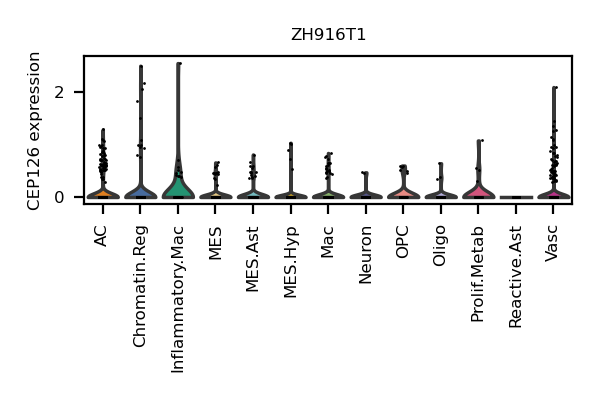 ZH916T1
CEP126 expression
2
0
AC
Chromatin.Reg
Inflammatory.Mac
MES
MES.Ast
MES.Hyp
Mac
Neuron
OPC
Oligo
Prolif.Metab
Reactive.Ast
Vasc